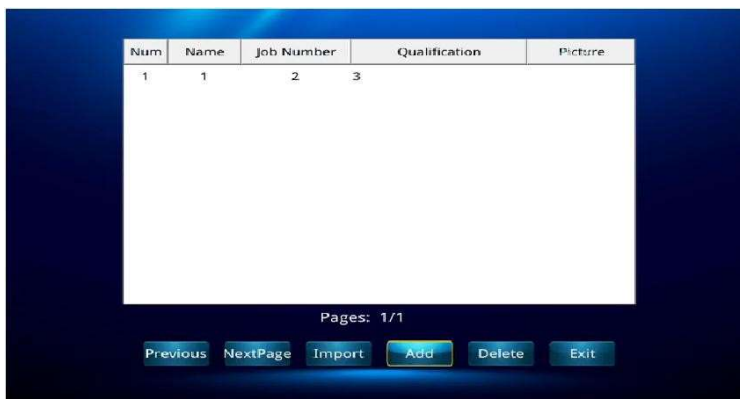 Num Name Job Number Qualification Picture
1 1 2 3
Pages: 1/1
Previous NextPage Import Add Delete Exit